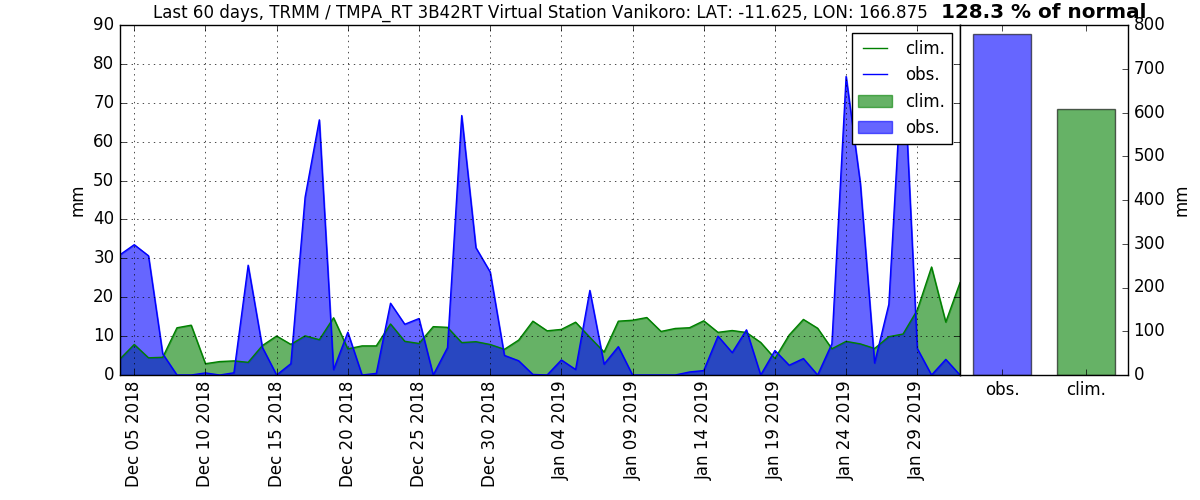 Last 60 days, TRMM / TMPA_RT 3B42RT Virtual Station Vanikoro: LAT: -11.625, LON: 166.875
128.3 % of normal
90
80
70
60
50
40
30
20
10
0
mm
clim.
obs.
clim.
obs.
Dec 05 2018
Dec 10 2018
Dec 15 2018
Dec 20 2018
Dec 25 2018
Dec 30 2018
Jan 04 2019
Jan 09 2019
Jan 14 2019
Jan 19 2019
Jan 24 2019
Jan 29 2019
800
700
600
500
400
300
200
100
0
mm
obs.
clim.